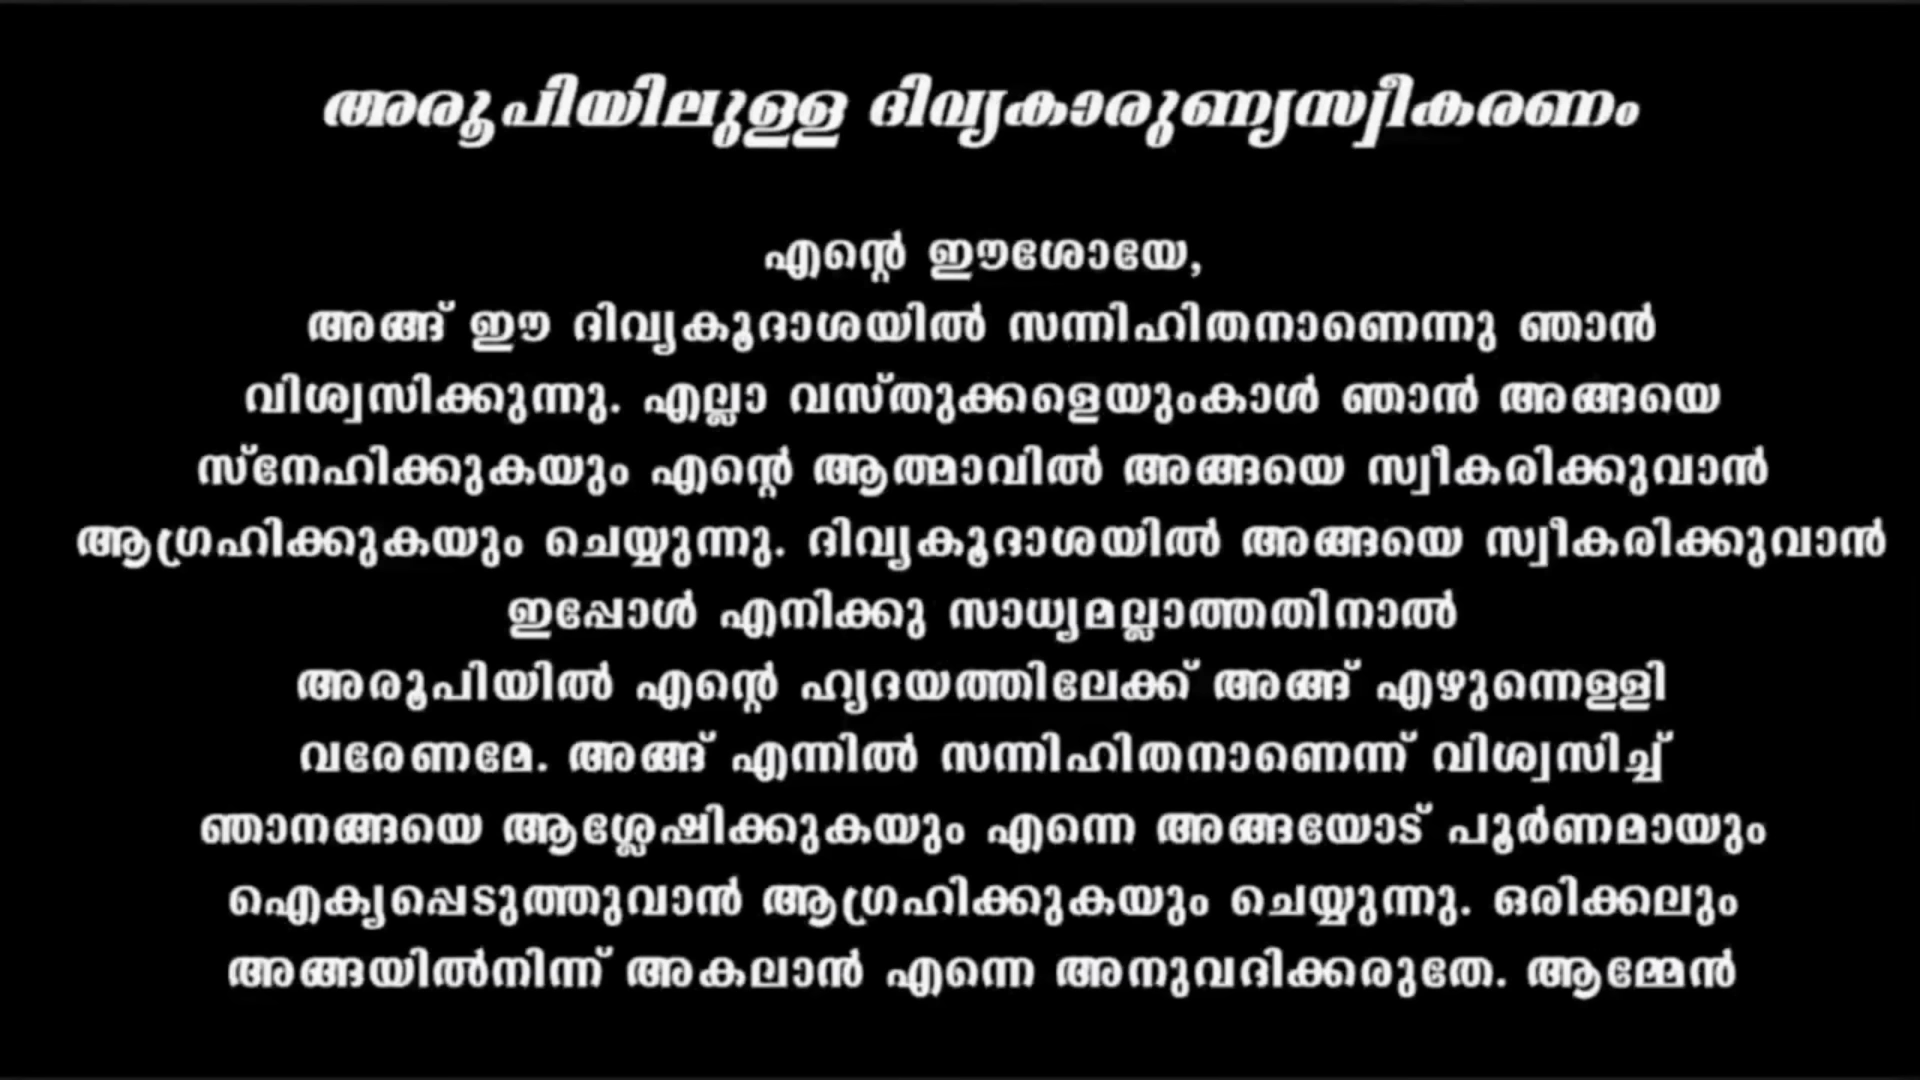 അരൂപിയിലുള്ള ദിവ്യകാരുണ്യസ്വീകരണം
എന്റെ ഈശോയേ,
അങ്ങ് ഈ ദിവ്യകൂദാശയിൽ സന്നിഹിതനാണെന്നു ഞാൻ
വിശ്വസിക്കുന്നു. എല്ലാ വസ്തുക്കളെയുംകാൾ ഞാൻ അങ്ങയെ
സ്നേഹിക്കുകയും എന്റെ ആത്മാവിൽ അങ്ങയെ സ്വീകരിക്കുവാൻ
ആഗ്രഹിക്കുകയും ചെയ്യുന്നു. ദിവ്യകൂദാശയിൽ അങ്ങയെ സ്വീകരിക്കുവാൻ
ഇപ്പോൾ എനിക്കു സാധ്യമല്ലാത്തതിനാൽ
അരൂപിയിൽ എന്റെ ഹൃദയത്തിലേക്ക് അങ്ങ് എഴുന്നെള്ളി
വരേണമേ. അങ്ങ് എന്നിൽ സന്നിഹിതനാണെന്ന് വിശ്വസിച്ച്
ഞാനങ്ങയെ ആശ്ലേഷിക്കുകയും എന്നെ അങ്ങയോട് പൂർണമായും
ഐക്യപ്പെടുത്തുവാൻ ആഗ്രഹിക്കുകയും ചെയ്യുന്നു. ഒരിക്കലും
അങ്ങയിൽനിന്ന് അകലാൻ എന്നെ അനുവദിക്കരുതേ. ആമ്മേൻ